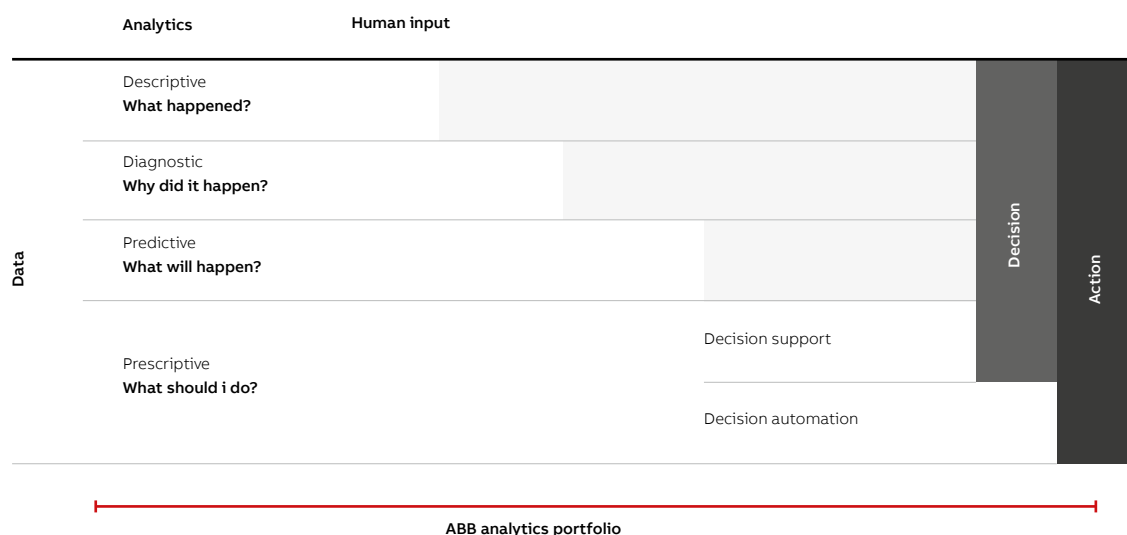 Analytics
Human input
Descriptive
What happened?
Diagnostic
Why did it happen?
Predictive
What will happen?
Prescriptive
What should i do?
Decision support
Decision automation
Data
Decision
Action
ABB analytics portfolio